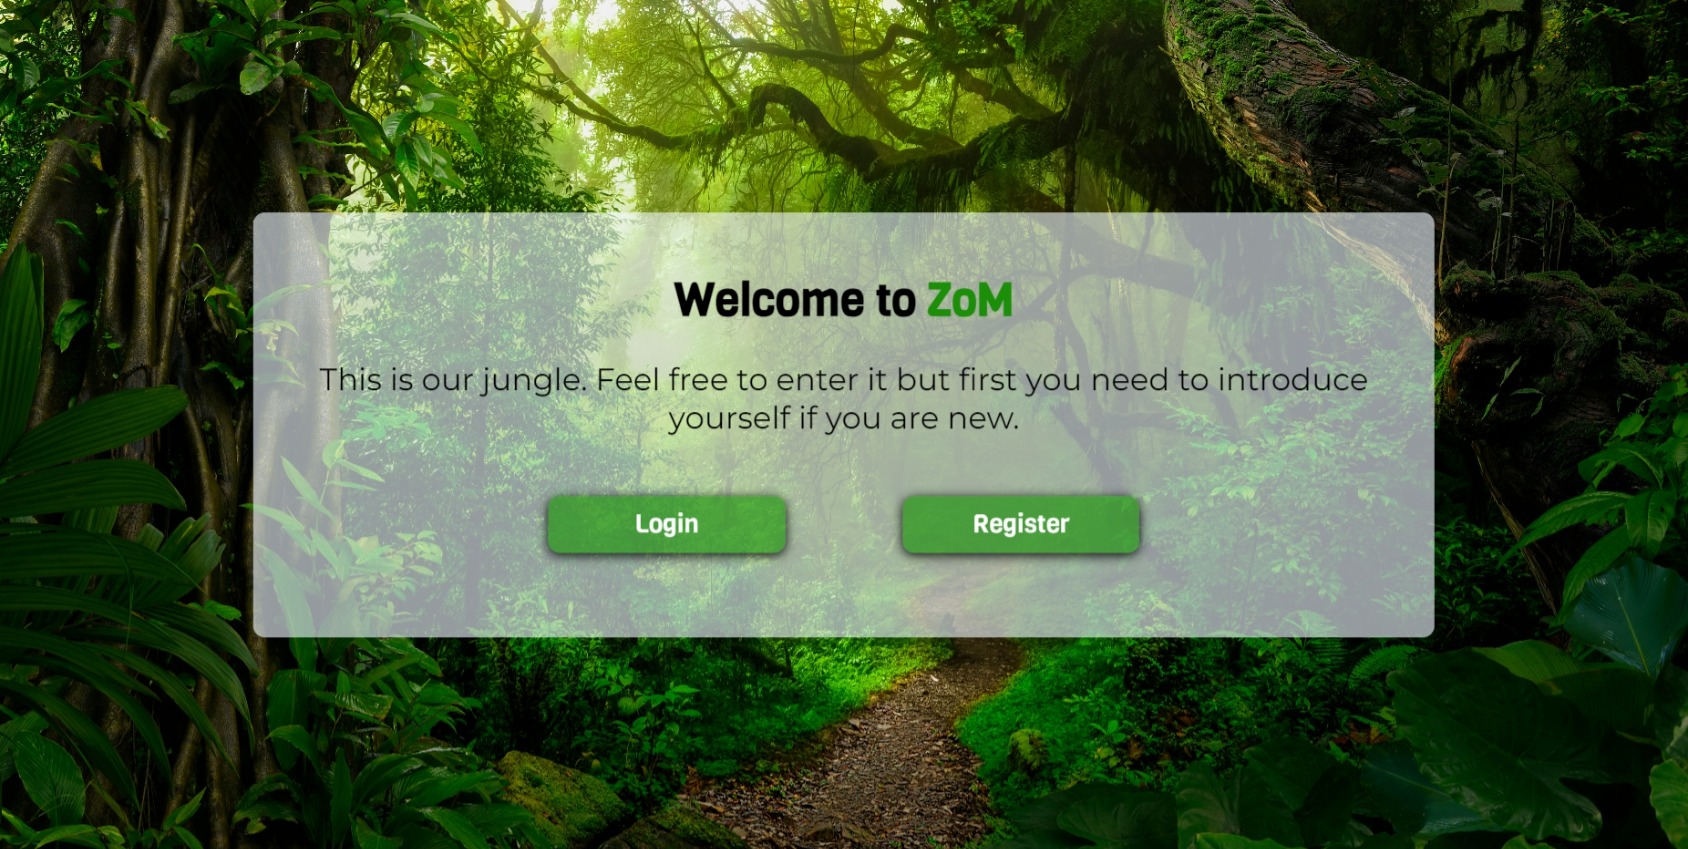 Welcome to ZoM
This is our jungle. Feel free to enter it but first you need to introduce
yourself if you are new.
Login
Register